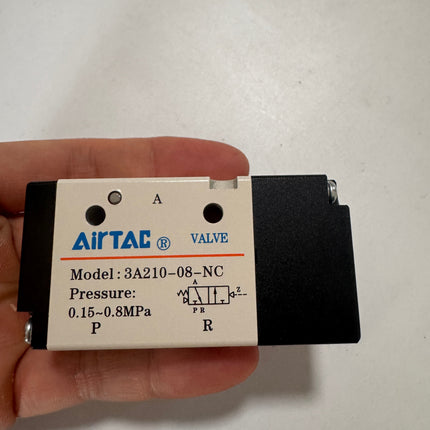 A
AirTAC ® VALVE
Model: 3A210-08-NC
Pressure:
0.15~0.8MPa
A
Z
P R
P R